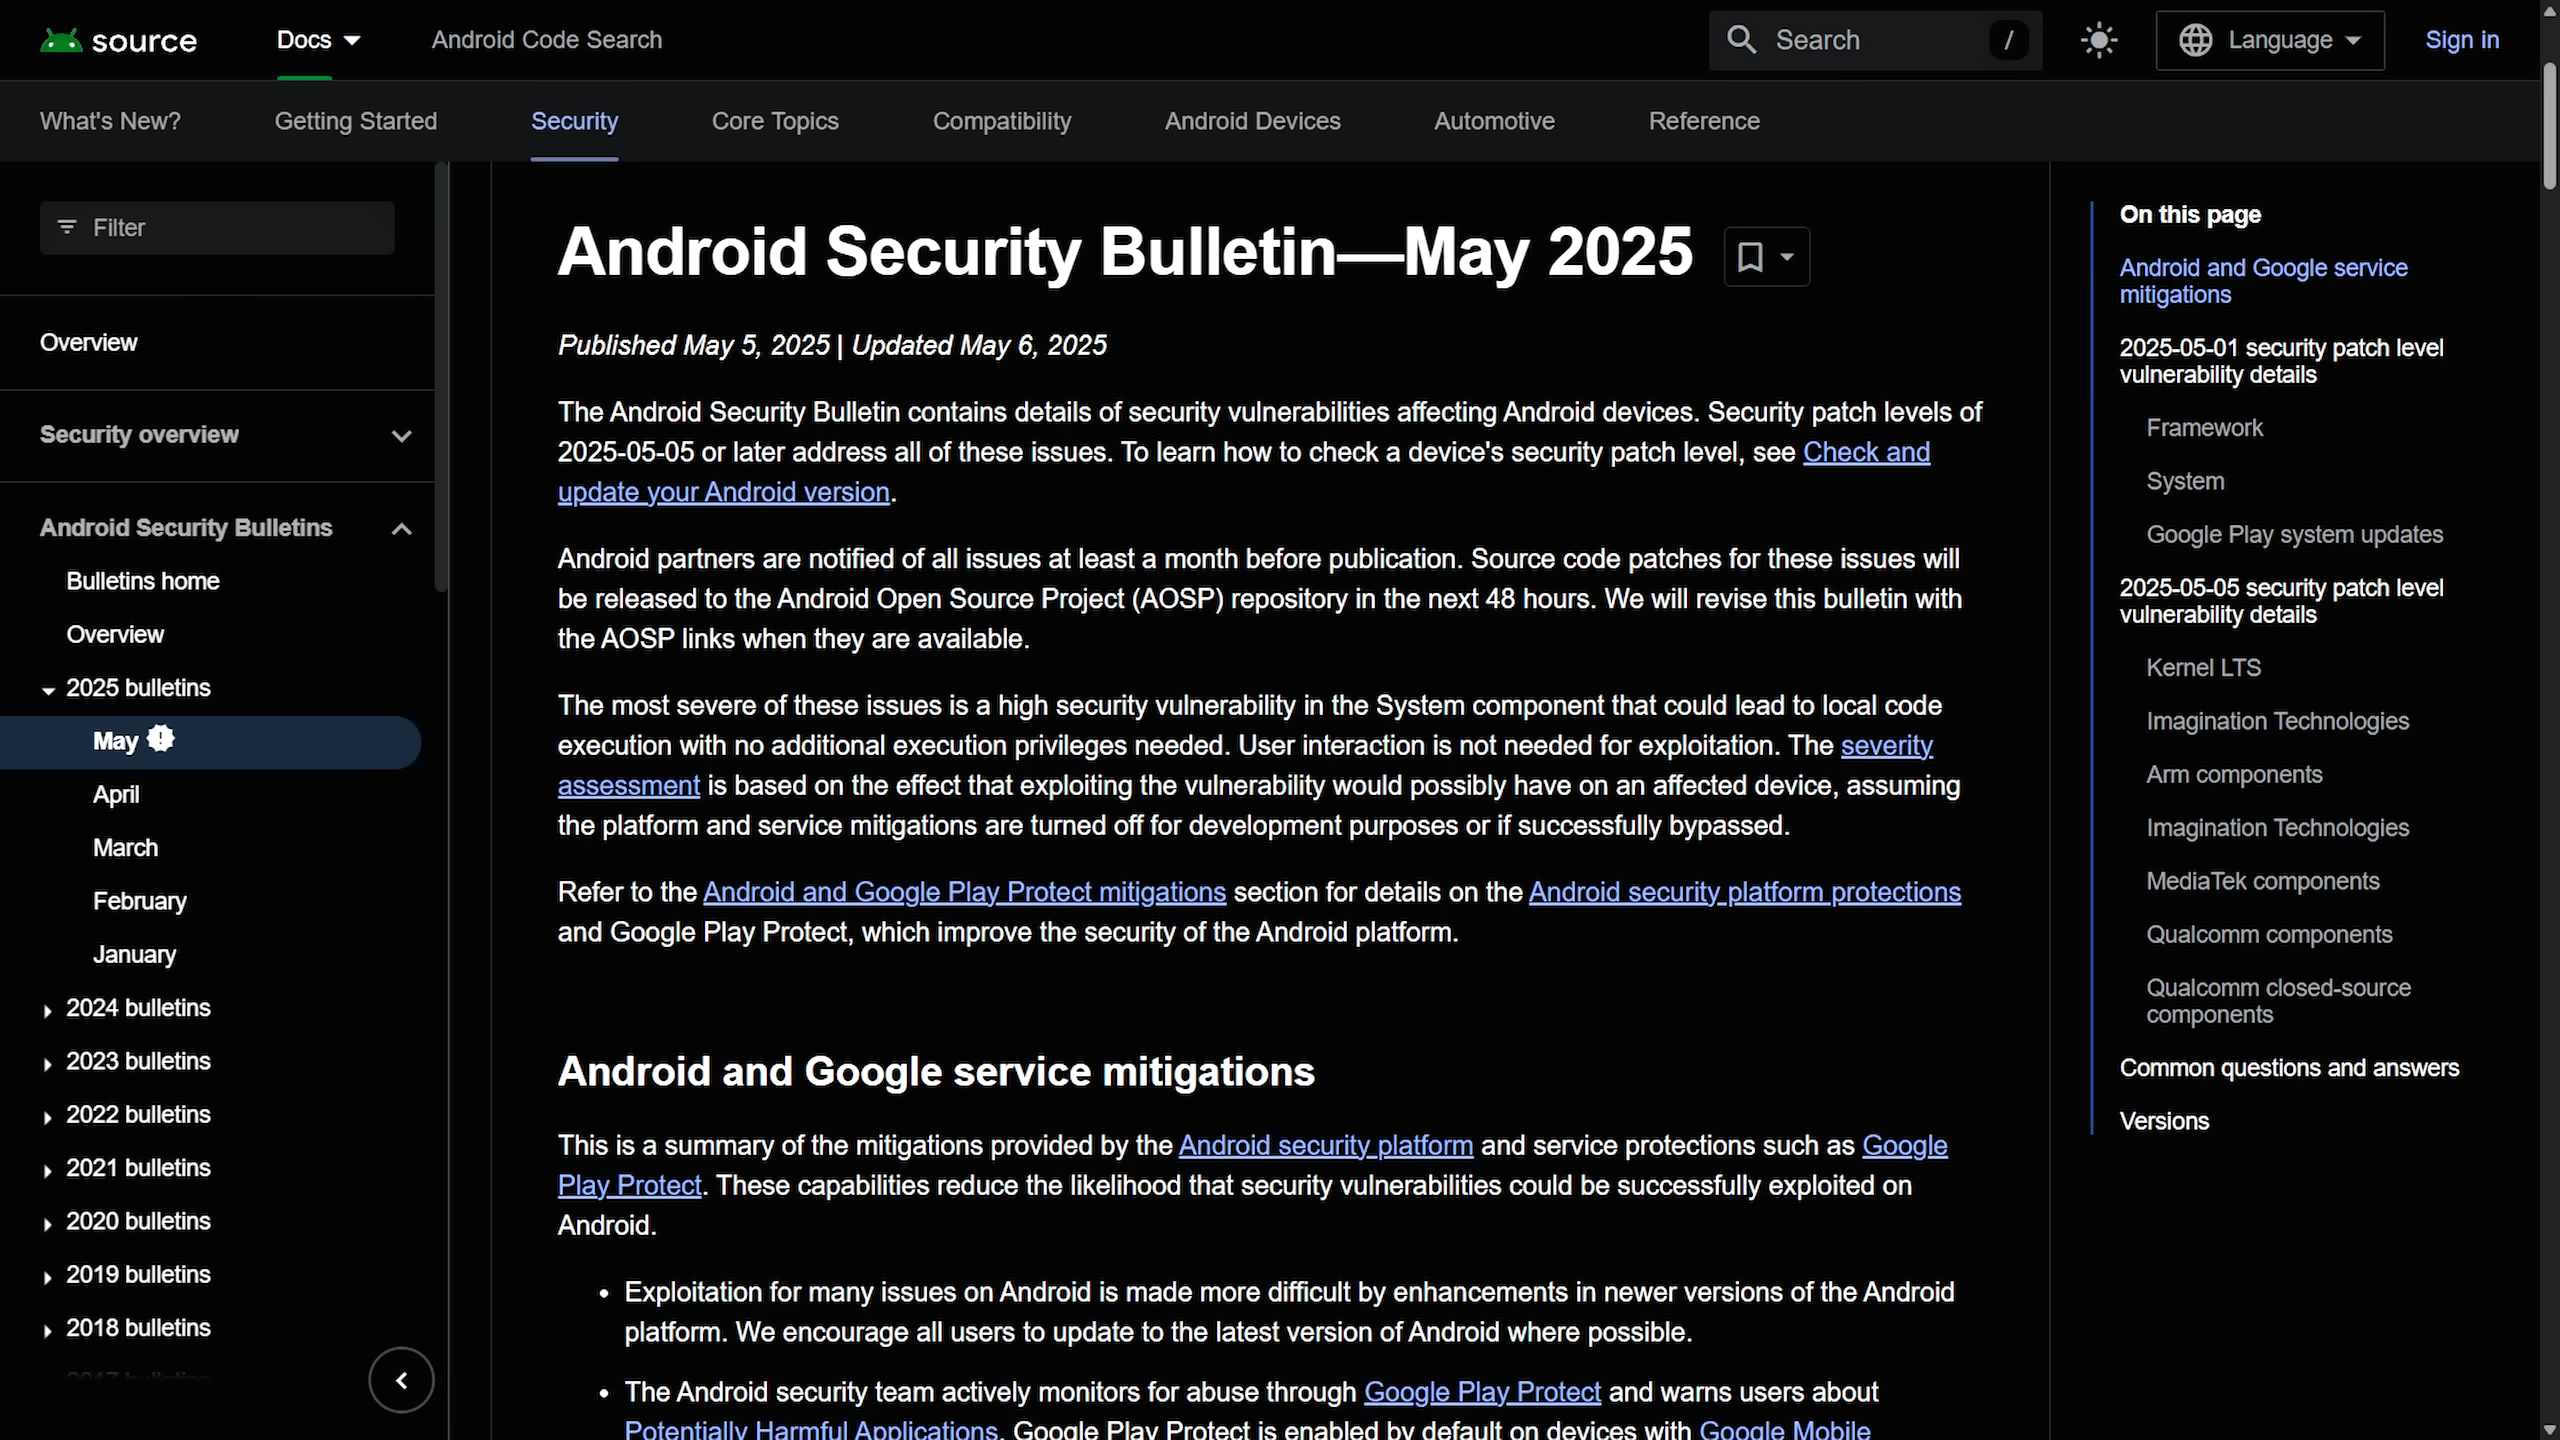 source
Docs
Android Code Search
Search
/
Language
Sign in
What's New?
Getting Started
Security
Core Topics
Compatibility
Android Devices
Automotive
Reference
Filter
Overview
Security overview
Android Security Bulletins
Bulletins home
Overview
2025 bulletins
May
April
March
February
January
2024 bulletins
2023 bulletins
2022 bulletins
2021 bulletins
2020 bulletins
2019 bulletins
2018 bulletins
Android Security Bulletin—May 2025
Published May 5, 2025 | Updated May 6, 2025
The Android Security Bulletin contains details of security vulnerabilities affecting Android devices. Security patch levels of
2025-05-05 or later address all of these issues. To learn how to check a device's security patch level, see Check and
update your Android version.
Android partners are notified of all issues at least a month before publication. Source code patches for these issues will
be released to the Android Open Source Project (AOSP) repository in the next 48 hours. We will revise this bulletin with
the AOSP links when they are available.
The most severe of these issues is a high security vulnerability in the System component that could lead to local code
execution with no additional execution privileges needed. User interaction is not needed for exploitation. The severity
assessment is based on the effect that exploiting the vulnerability would possibly have on an affected device, assuming
the platform and service mitigations are turned off for development purposes or if successfully bypassed.
Refer to the Android and Google Play Protect mitigations section for details on the Android security platform protections
and Google Play Protect, which improve the security of the Android platform.
Android and Google service mitigations
This is a summary of the mitigations provided by the Android security platform and service protections such as Google
Play Protect. These capabilities reduce the likelihood that security vulnerabilities could be successfully exploited on
Android.
• Exploitation for many issues on Android is made more difficult by enhancements in newer versions of the Android
platform. We encourage all users to update to the latest version of Android where possible.
• The Android security team actively monitors for abuse through Google Play Protect and warns users about
Potentially Harmful Applications. Google Play Protect is enabled by default on devices with Google Mobile
On this page
Android and Google service
mitigations
2025-05-01 security patch level
vulnerability details
Framework
System
Google Play system updates
2025-05-05 security patch level
vulnerability details
Kernel LTS
Imagination Technologies
Arm components
Imagination Technologies
MediaTek components
Qualcomm components
Qualcomm closed-source
components
Common questions and answers
Versions